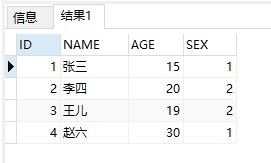 信息 结果1
ID NAME AGE SEX
1 张三 15 1
2 李四 20 2
3 王儿 19 2
4 赵六 30 1